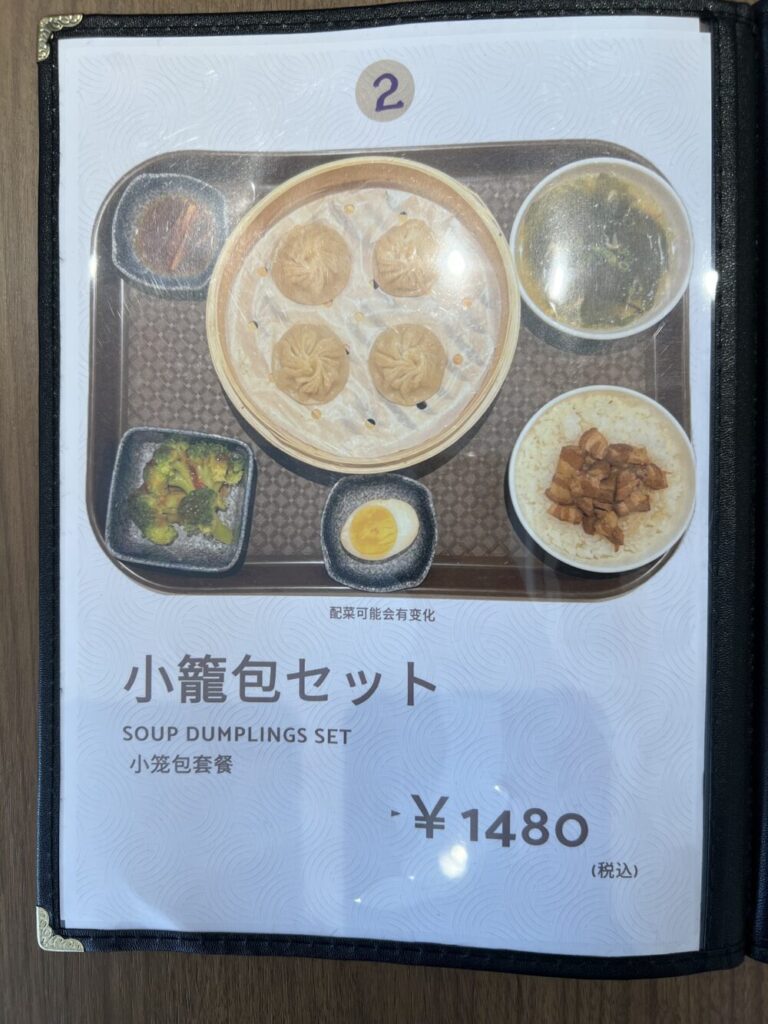 2
配菜可能会有变化
小籠包セット
SOUP DUMPLINGS SET
小笼包套餐
¥1480
(税込)